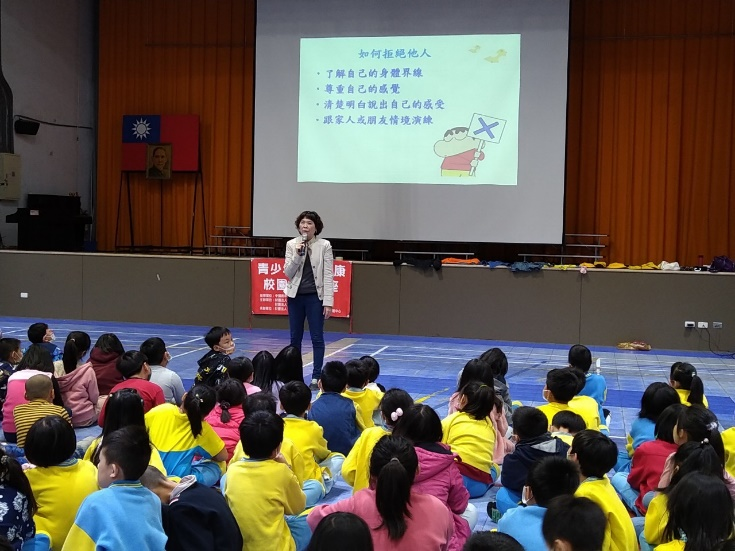 如何拒絕他人
• 了解自己的身體界線
• 尊重自己的感覺
• 清楚明白說出自己的感受
• 跟家人或朋友情境演練
青少 康
校園 座